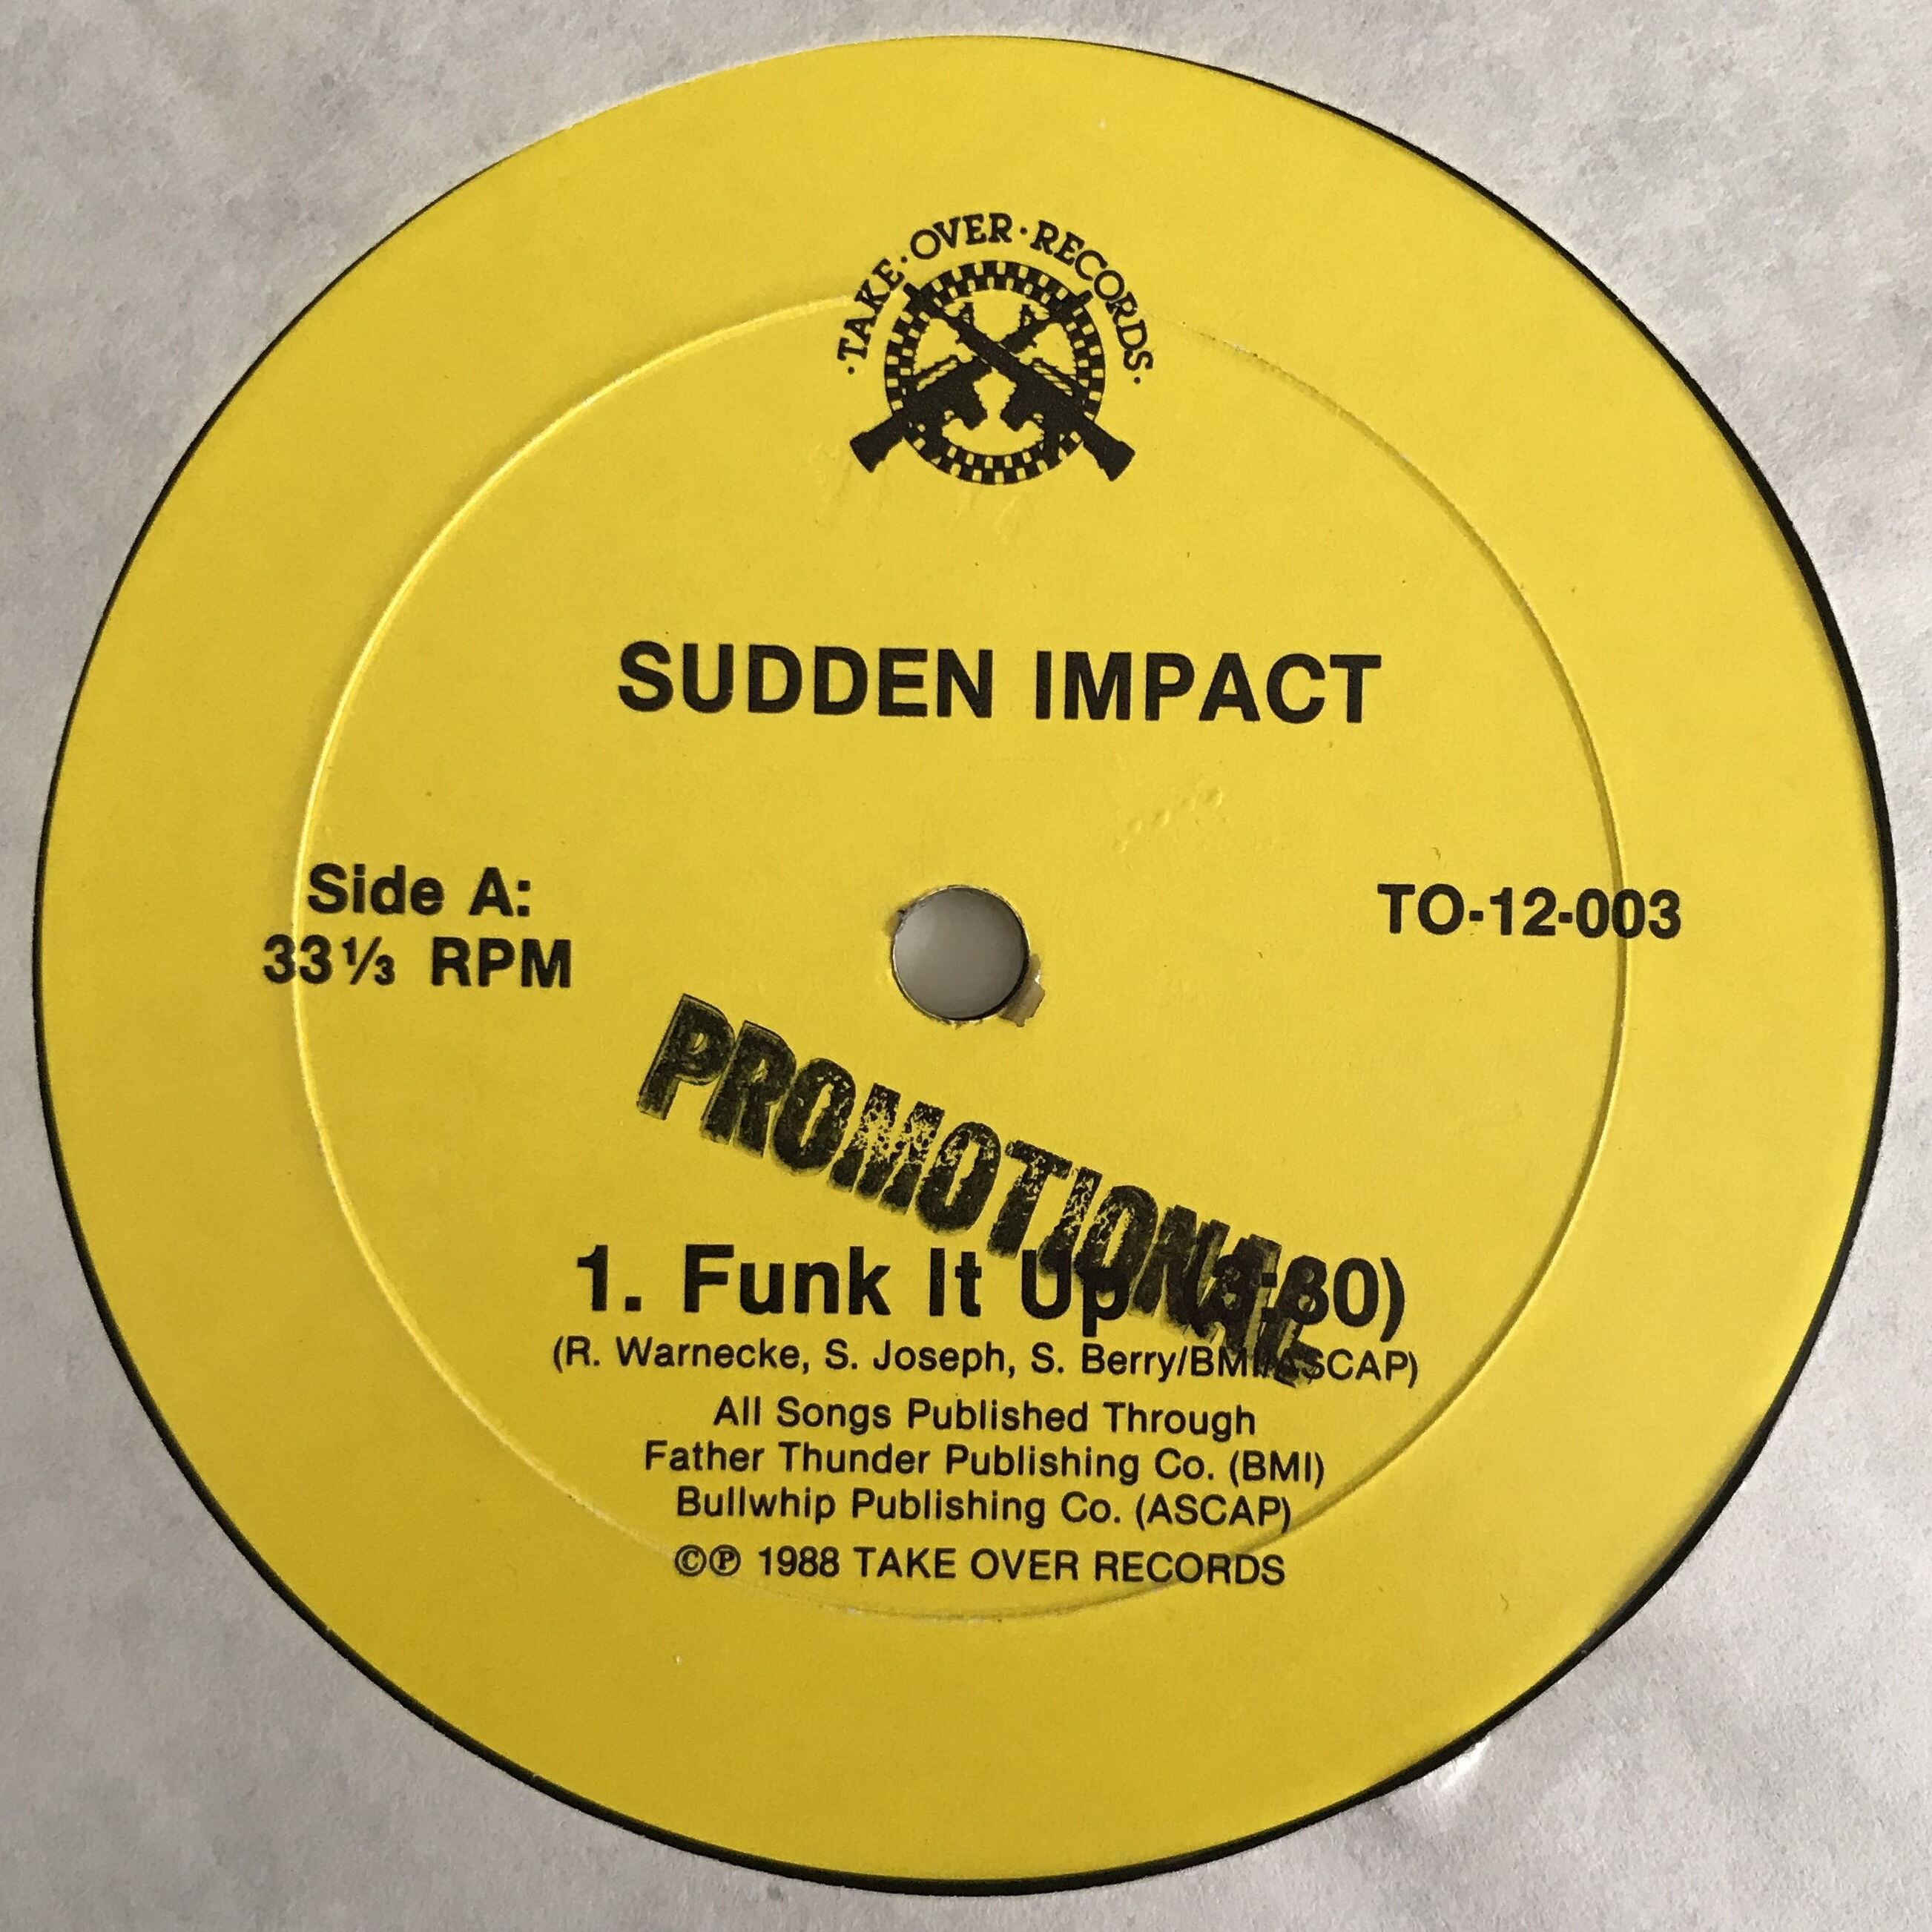 ·TAKE·OVER·RECORDS·
SUDDEN IMPACT
Side A:
33⅓ RPM
TO-12-003
PROMOTIONAL
1. Funk It Up
(R. Warnecke, S. Joseph, S. Berry/BMI/ASCAP)
All Songs Published Through
Father Thunder Publishing Co. (BMI)
Bullwhip Publishing Co. (ASCAP)
©℗ 1988 TAKE OVER RECORDS